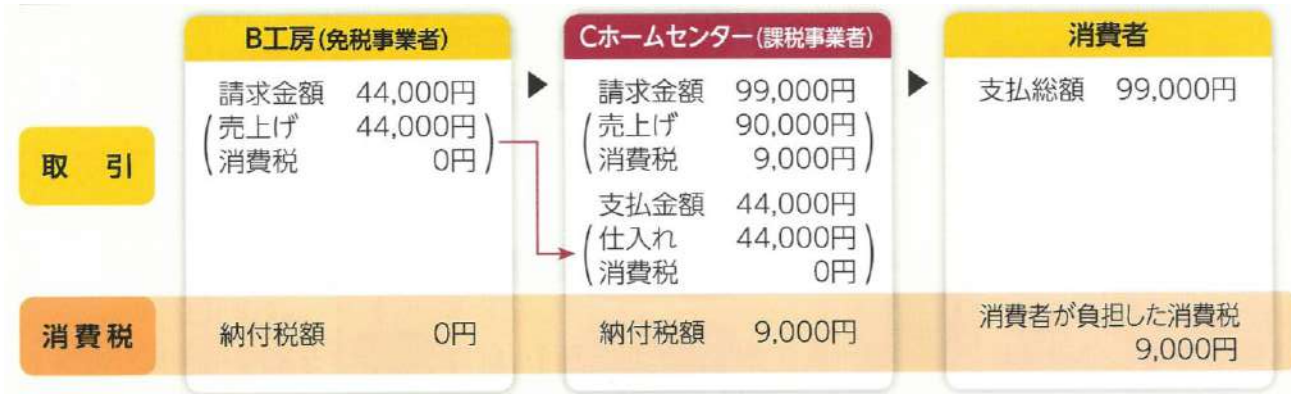 B工房(免税事業者)
請求金額 44,000円
(売上げ 44,000円
消費税 0円)
▶
Cホームセンター(課税事業者)
請求金額 99,000円
(売上げ 90,000円
消費税 9,000円)
支払金額 44,000円
(仕入れ 44,000円
消費税 0円)
▶
消費者
支払総額 99,000円
取 引
消費税
納付税額 0円
納付税額 9,000円
消費者が負担した消費税
9,000円